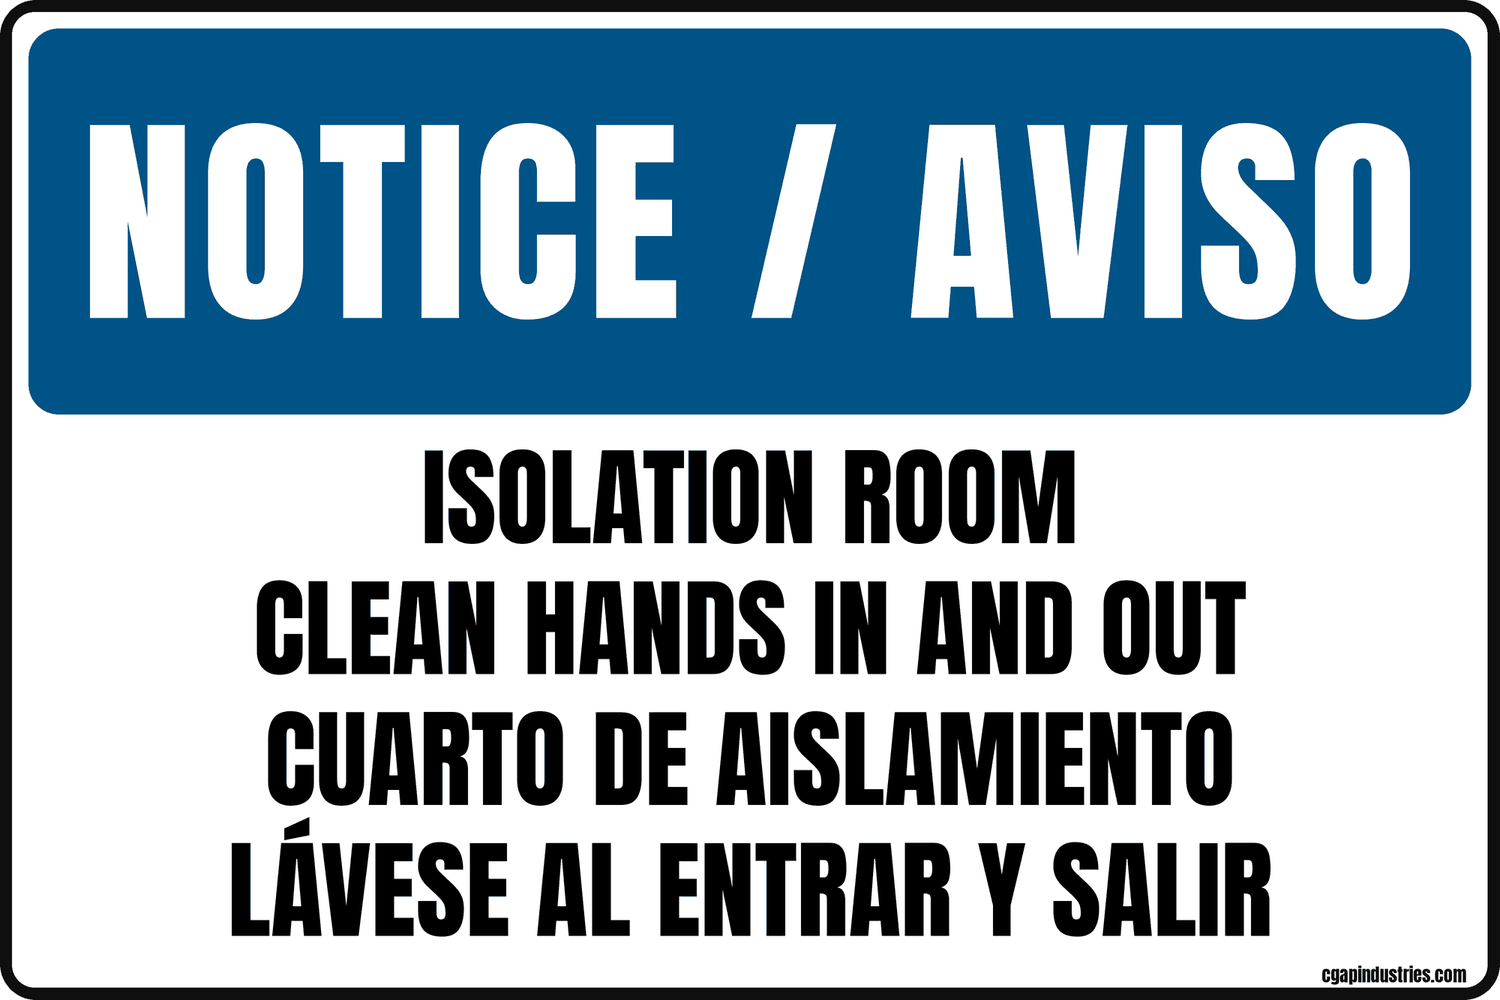 NOTICE / AVISO
ISOLATION ROOM
CLEAN HANDS IN AND OUT
CUARTO DE AISLAMIENTO
LÁVESE AL ENTRAR Y SALIR
cgapindustries.com